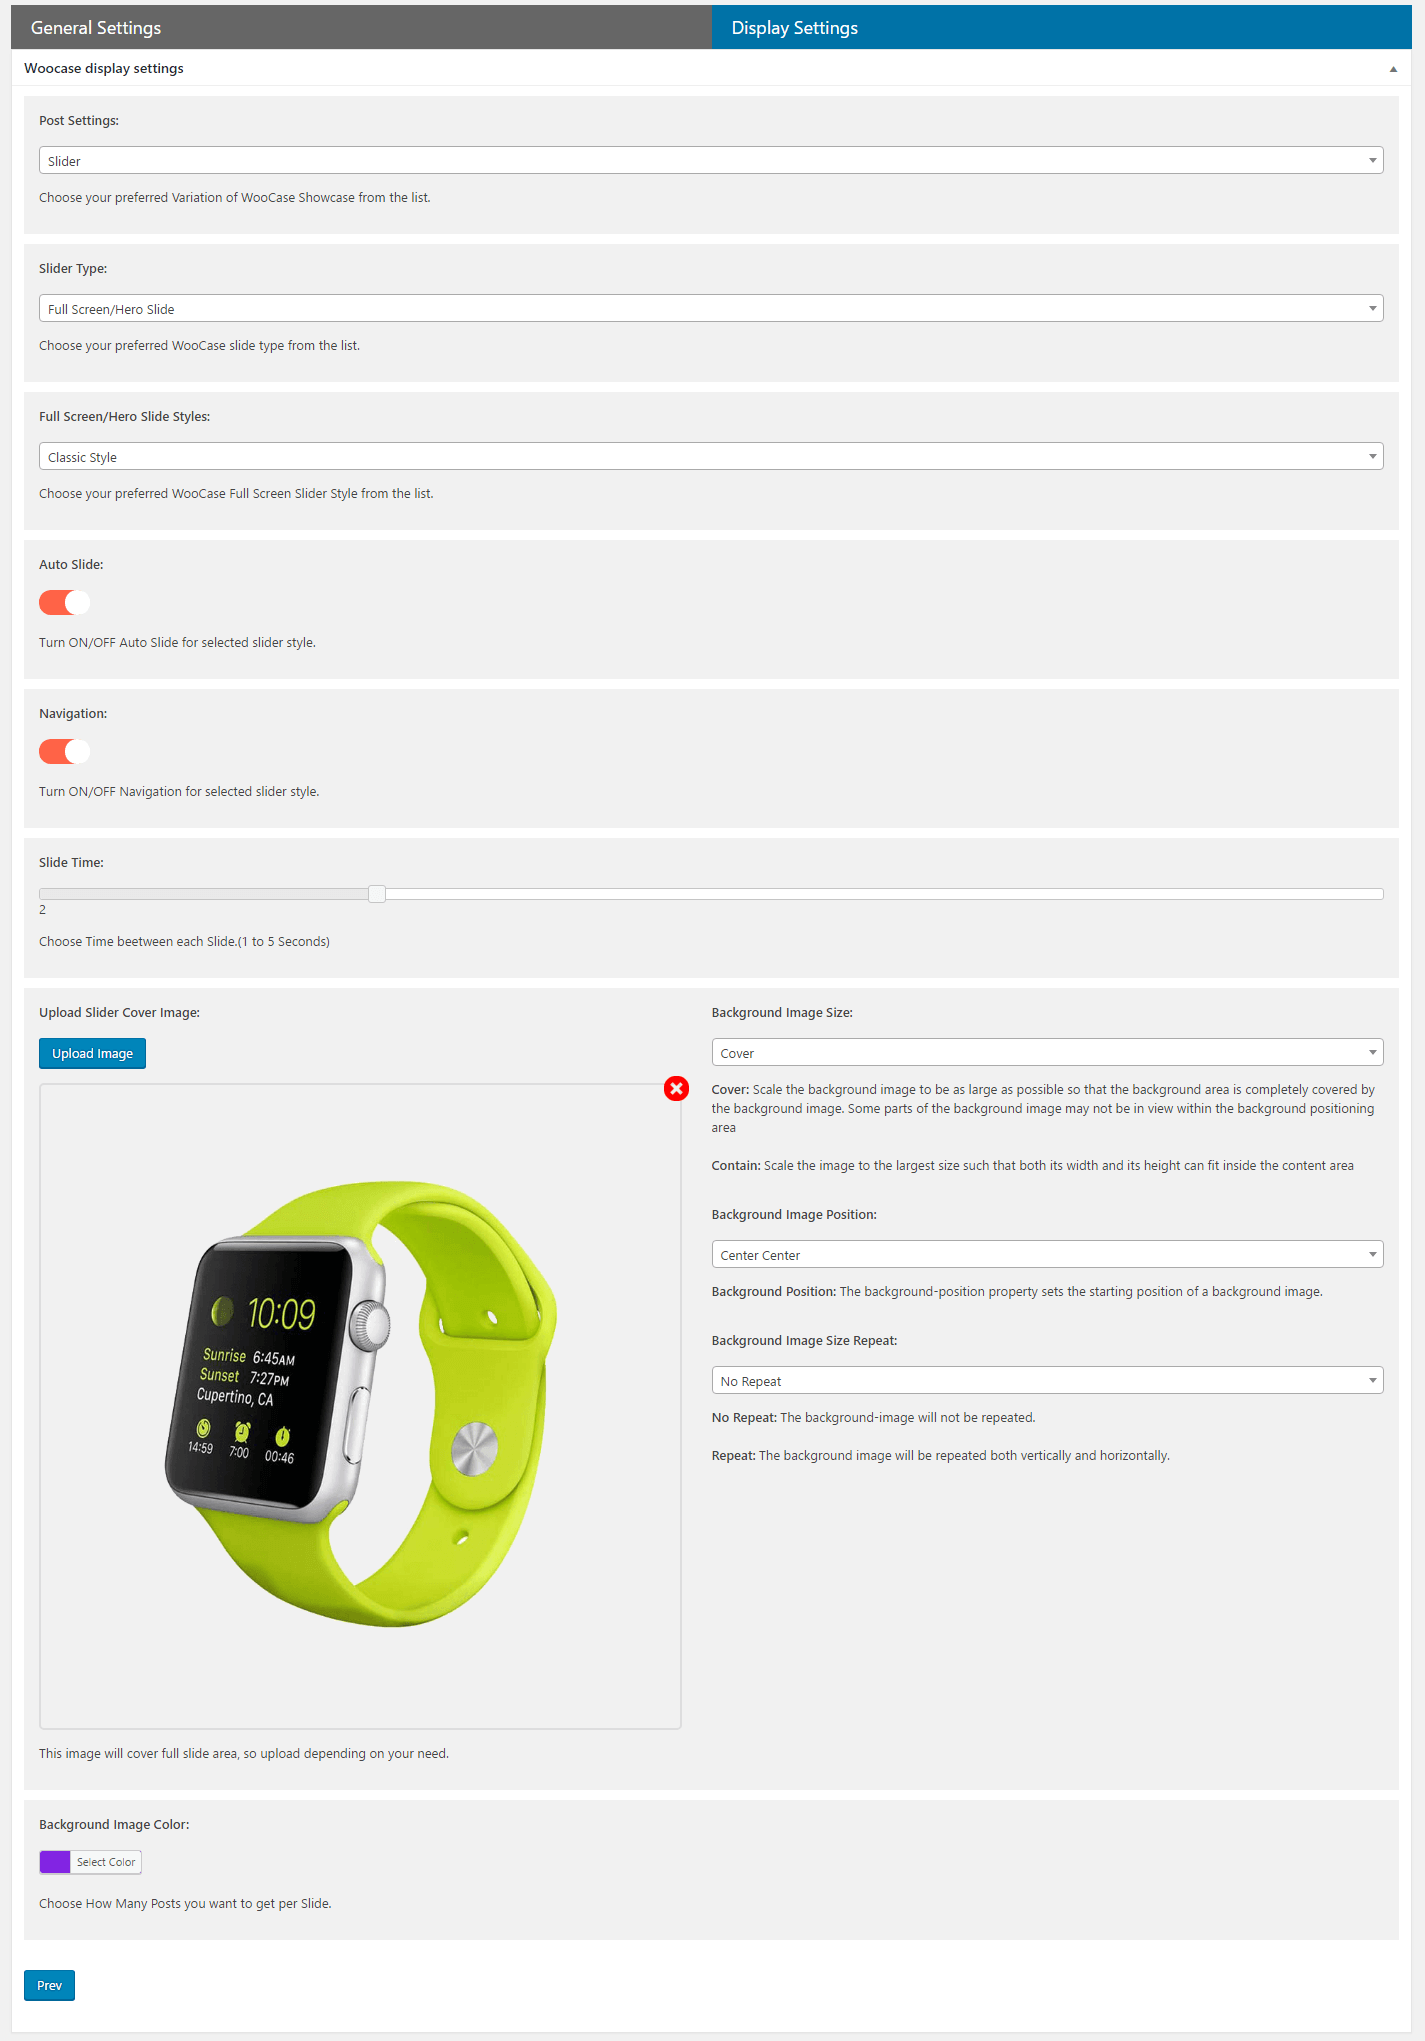 General Settings
Display Settings
Woocase display settings
Post Settings:
Slider
Choose your preferred Variation of WooCase Showcase from the list.
Slider Type:
Full Screen/Hero Slide
Choose your preferred WooCase slide type from the list.
Full Screen/Hero Slide Styles:
Classic Style
Choose your preferred WooCase Full Screen Slider Style from the list.
Auto Slide:
Turn ON/OFF Auto Slide for selected slider style.
Navigation:
Turn ON/OFF Navigation for selected slider style.
Slide Time:
2
Choose Time beetween each Slide.(1 to 5 Seconds)
Upload Slider Cover Image:
Upload Image
10:09
Sunrise 6:45AM
Sunset 7:27PM
Cupertino, CA
14:59 7:00 00:46
This image will cover full slide area, so upload depending on your need.
Background Image Size:
Cover
Cover: Scale the background image to be as large as possible so that the background area is completely covered by
the background image. Some parts of the background image may not be in view within the background positioning
area
Contain: Scale the image to the largest size such that both its width and its height can fit inside the content area
Background Image Position:
Center Center
Background Position: The background-position property sets the starting position of a background image.
Background Image Size Repeat:
No Repeat
No Repeat: The background-image will not be repeated.
Repeat: The background image will be repeated both vertically and horizontally.
Background Image Color:
Select Color
Choose How Many Posts you want to get per Slide.
Prev